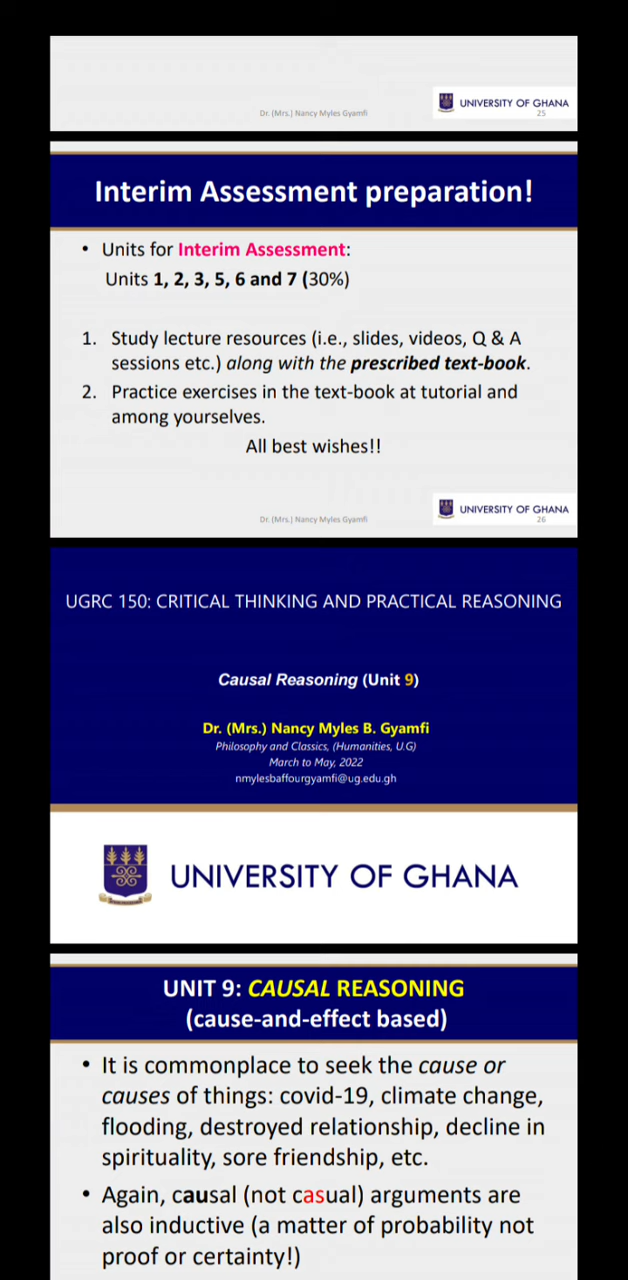 Dr. (Mrs.) Nancy Myles Gyamfi
UNIVERSITY OF GHANA
25
Interim Assessment preparation!
• Units for Interim Assessment:
Units 1, 2, 3, 5, 6 and 7 (30%)
1. Study lecture resources (i.e., slides, videos, Q & A
sessions etc.) along with the prescribed text-book.
2. Practice exercises in the text-book at tutorial and
among yourselves.
All best wishes!!
Dr. (Mrs.) Nancy Myles Gyamfi
UNIVERSITY OF GHANA
26
UGRC 150: CRITICAL THINKING AND PRACTICAL REASONING
Causal Reasoning (Unit 9)
Dr. (Mrs.) Nancy Myles B. Gyamfi
Philosophy and Classics, (Humanities, U.G)
March to May, 2022
nmylesbaffourgyamfi@ug.edu.gh
UNIVERSITY OF GHANA
UNIT 9: CAUSAL REASONING
(cause-and-effect based)
• It is commonplace to seek the cause or
causes of things: covid-19, climate change,
flooding, destroyed relationship, decline in
spirituality, sore friendship, etc.
• Again, causal (not casual) arguments are
also inductive (a matter of probability not
proof or certainty!)